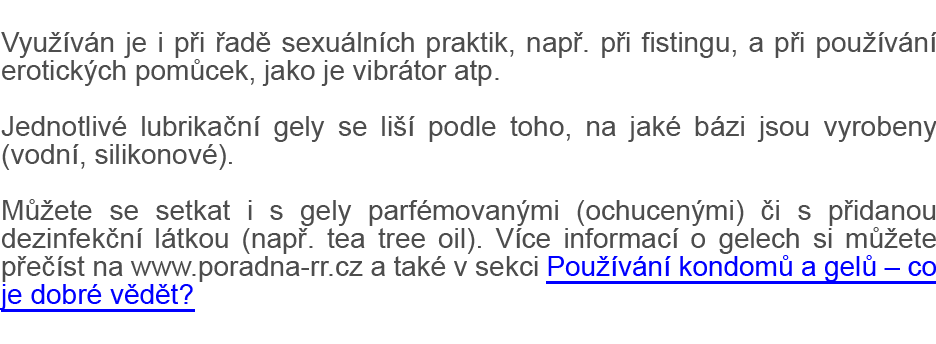 Využíván je i při řadě sexuálních praktik, např. při fistingu, a při používání
erotických pomůcek, jako je vibrátor atp.
Jednotlivé lubrikační gely se liší podle toho, na jaké bázi jsou vyrobeny
(vodní, silikonové).
Můžete se setkat i s gely parfémovanými (ochucenými) či s přidanou
dezinfekční látkou (např. tea tree oil). Více informací o gelech si můžete
přečíst na www.poradna-rr.cz a také v sekci Používání kondomů a gelů – co
je dobré vědět?